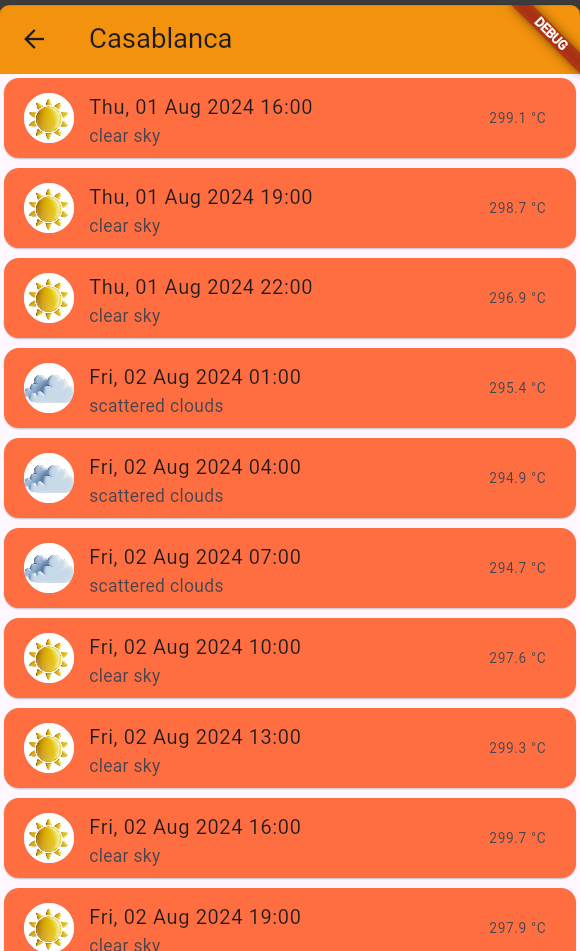 Casablanca
DEBUG
Thu, 01 Aug 2024 16:00
clear sky
299.1 °C
Thu, 01 Aug 2024 19:00
clear sky
298.7 °C
Thu, 01 Aug 2024 22:00
clear sky
296.9 °C
Fri, 02 Aug 2024 01:00
scattered clouds
295.4 °C
Fri, 02 Aug 2024 04:00
scattered clouds
294.9 °C
Fri, 02 Aug 2024 07:00
scattered clouds
294.7 °C
Fri, 02 Aug 2024 10:00
clear sky
297.6 °C
Fri, 02 Aug 2024 13:00
clear sky
299.3 °C
Fri, 02 Aug 2024 16:00
clear sky
299.7 °C
Fri, 02 Aug 2024 19:00
clear sky
297.9 °C